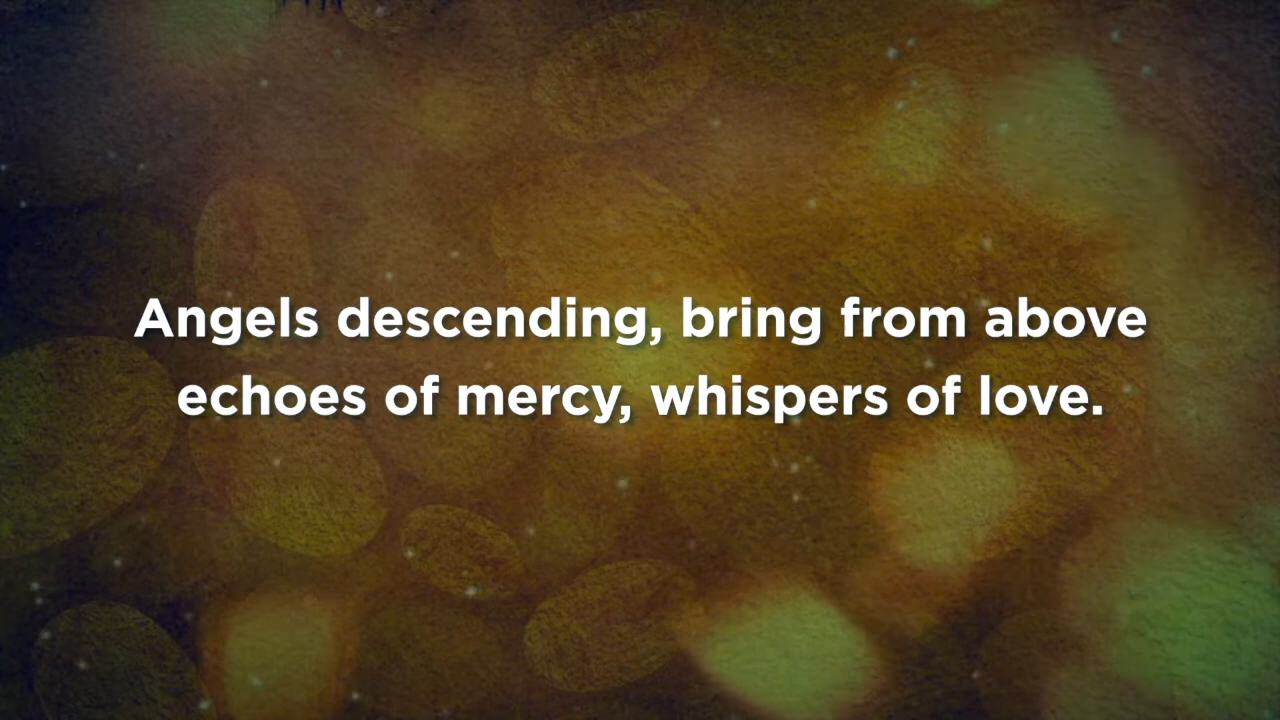 Angels descending, bring from above
echoes of mercy, whispers of love.